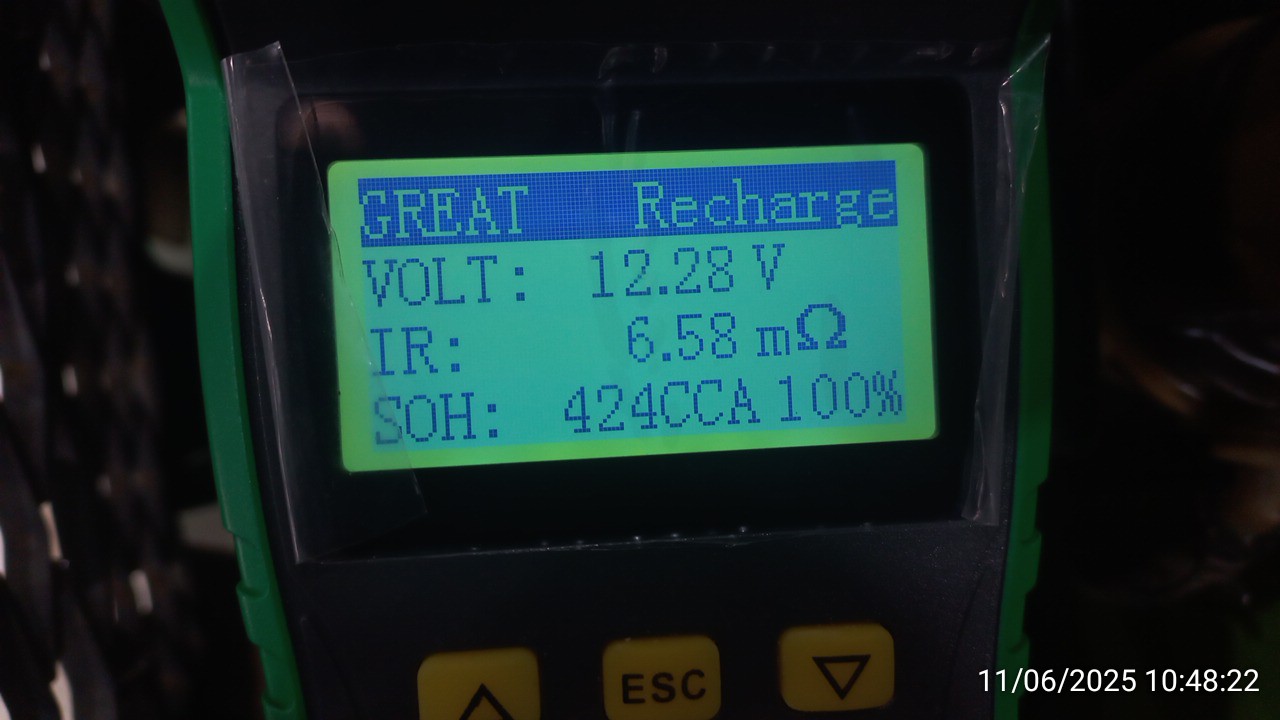 GREAT Recharge
VOLT: 12.28 V
IR: 6.58 mΩ
SOH: 424CCA 100%
ESC
11/06/2025 10:48:22